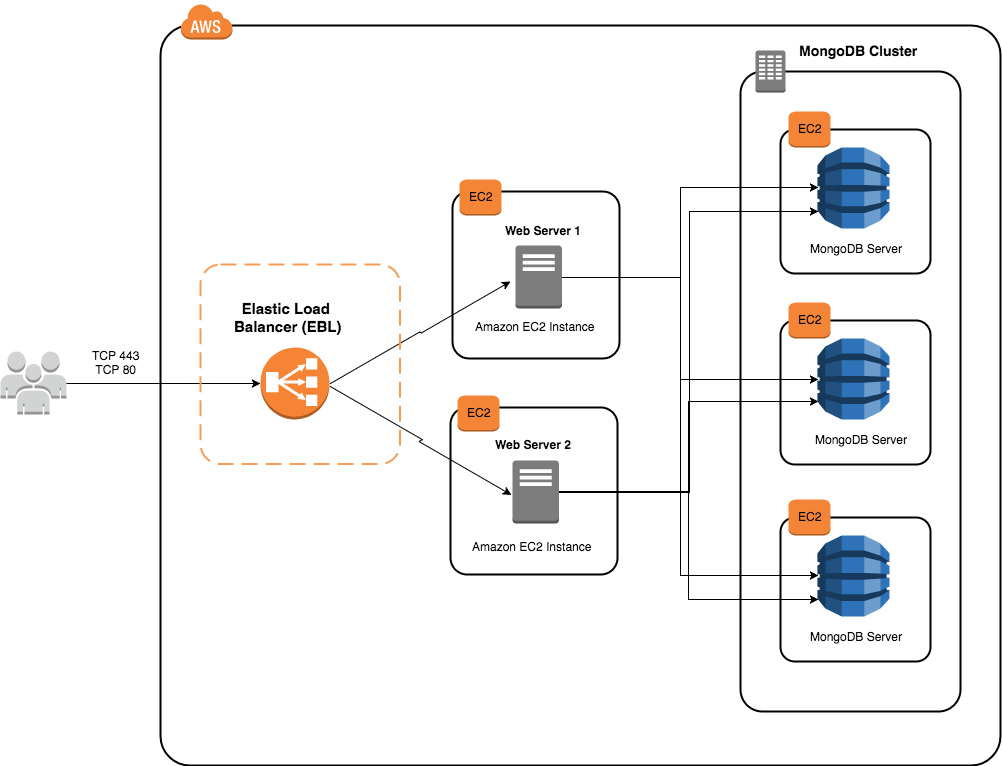 AWS
MongoDB Cluster
EC2
MongoDB Server
EC2
Web Server 1
Amazon EC2 Instance
Elastic Load
Balancer (EBL)
TCP 443
TCP 80
EC2
MongoDB Server
EC2
Web Server 2
Amazon EC2 Instance
EC2
MongoDB Server